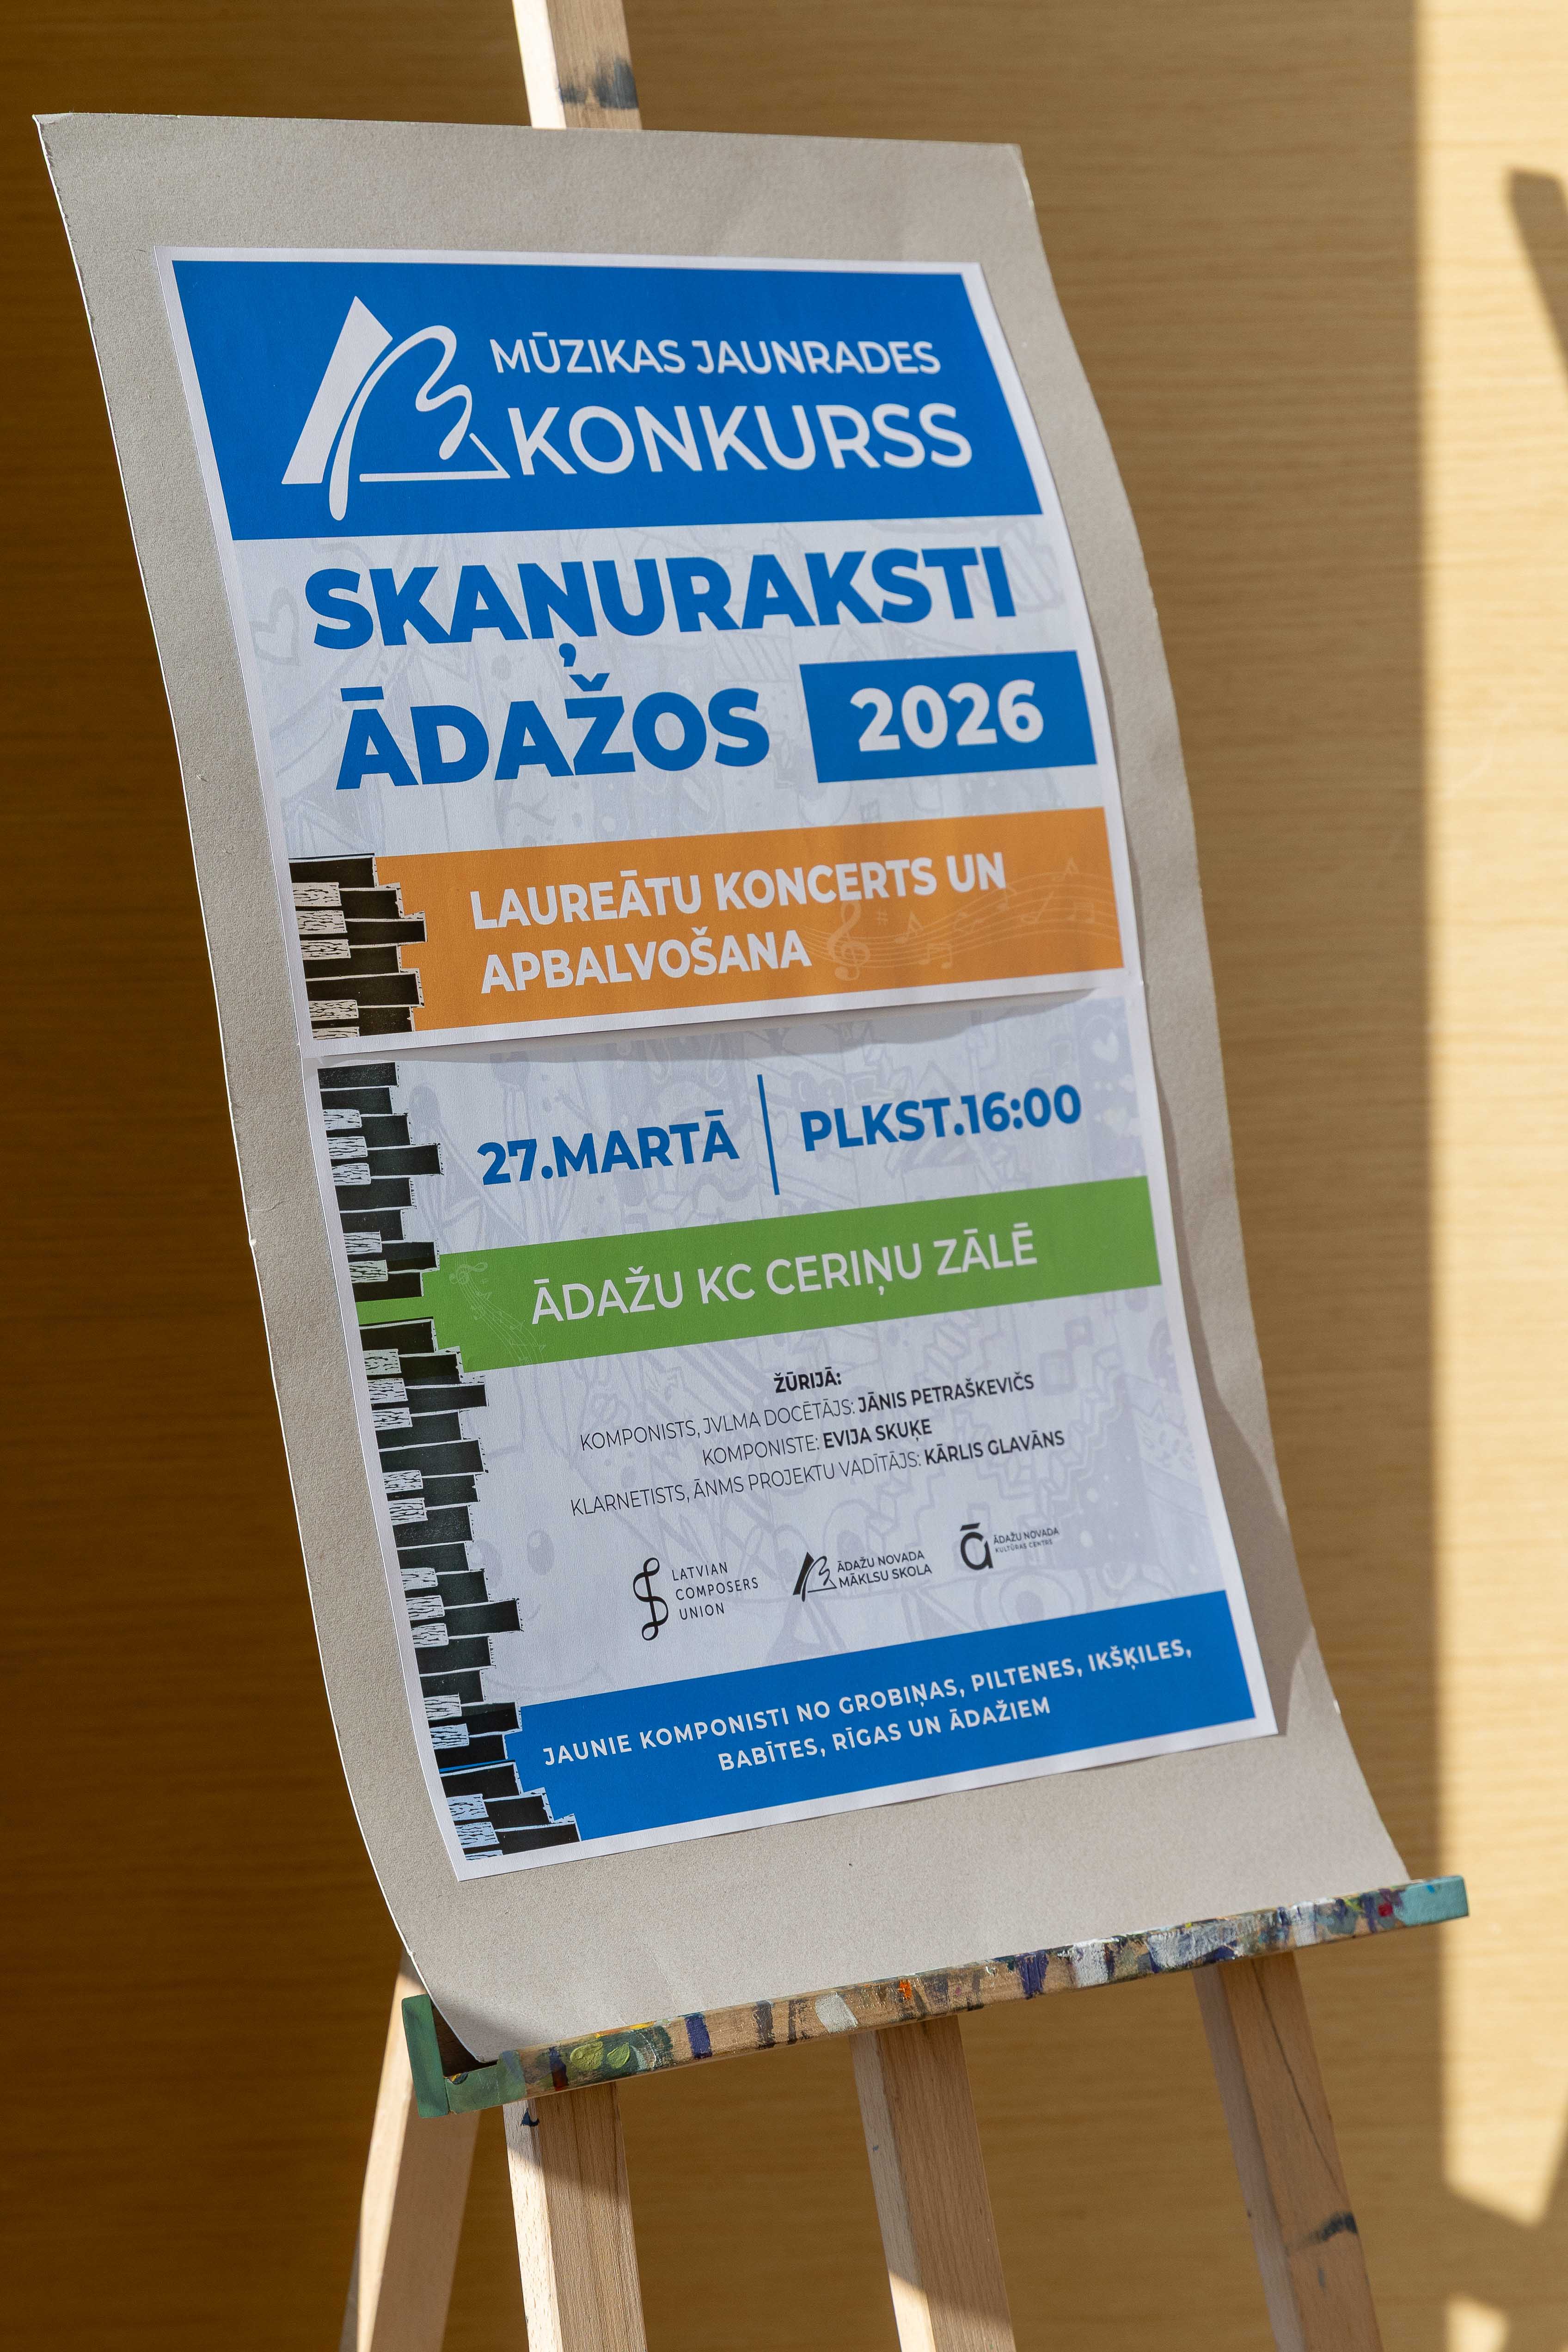 MŪZIKAS JAUNRADES
KONKURSS
SKAŅURAKSTI
ĀDAŽOS 2026
LAUREĀTU KONCERTS UN
APBALVOŠANA
27.MARTĀ | PLKST.16:00
ĀDAŽU KC CERIŅU ZĀLĒ
ŽŪRIJĀ:
KOMPONISTS, JVLMA DOCĒTĀJS: JĀNIS PETRAŠKEVIČS
KOMPONISTE: EVIJA SKUĶE
KLARNETISTS, ĀNMS PROJEKTU VADĪTĀJS: KĀRLIS GLAVĀNS
LATVIAN
COMPOSERS
UNION
ĀDAŽU NOVADA
MĀKLSU SKOLA
ĀDAŽU NOVADA
KULTŪRAS CENTRS
JAUNIE KOMPONISTI NO GROBIŅAS, PILTENES, IKŠĶILES,
BABĪTES, RĪGAS UN ĀDAŽIEM